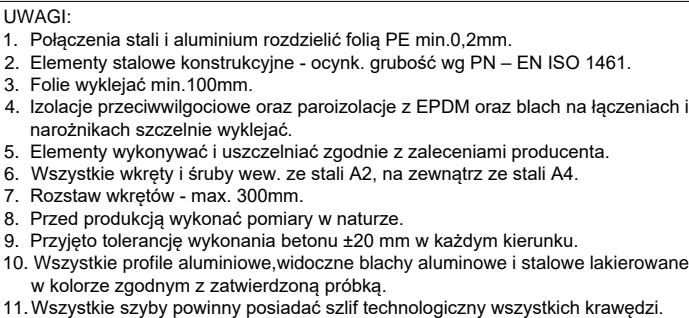 UWAGI:
1. Połączenia stali i aluminium rozdzielić folią PE min.0,2mm.
2. Elementy stalowe konstrukcyjne - ocynk. grubość wg PN – EN ISO 1461.
3. Folie wyklejać min.100mm.
4. Izolacje przeciwwilgociowe oraz paroizolacje z EPDM oraz blach na łączeniach i
narożnikach szczelnie wyklejać.
5. Elementy wykonywać i uszczelniać zgodnie z zaleceniami producenta.
6. Wszystkie wkręty i śruby wew. ze stali A2, na zewnątrz ze stali A4.
7. Rozstaw wkrętów - max. 300mm.
8. Przed produkcją wykonać pomiary w naturze.
9. Przyjęto tolerancję wykonania betonu ±20 mm w każdym kierunku.
10. Wszystkie profile aluminiowe,widoczne blachy aluminowe i stalowe lakierowane
w kolorze zgodnym z zatwierdzoną próbką.
11. Wszystkie szyby powinny posiadać szlif technologiczny wszystkich krawędzi.